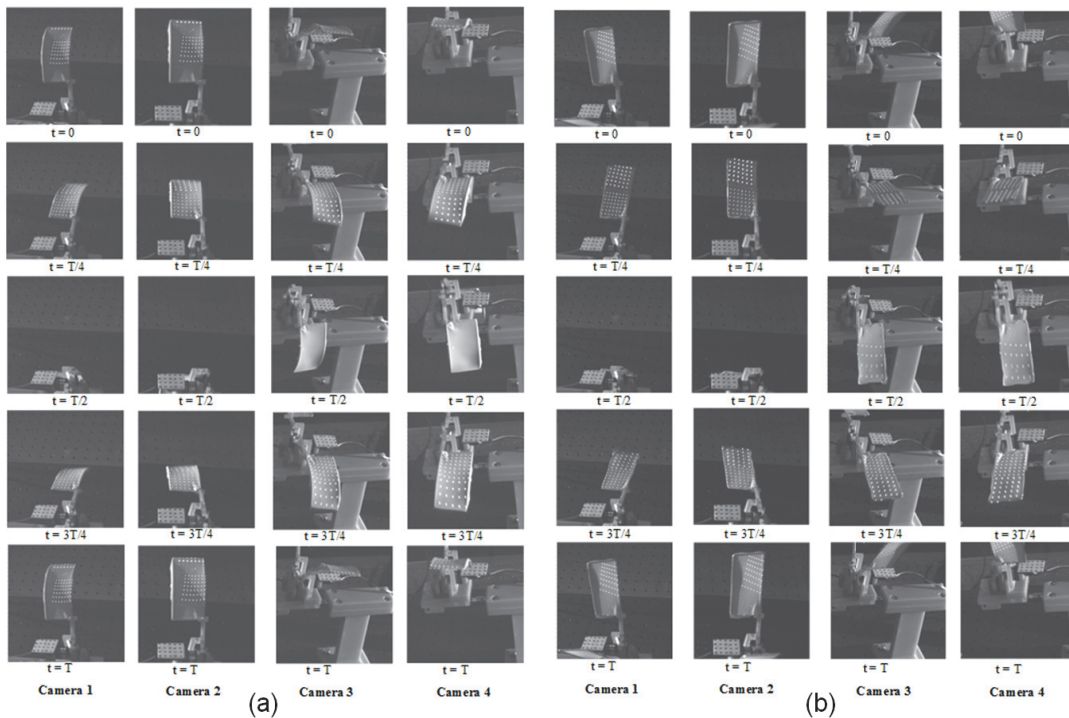 t = 0 t = 0 t = 0 t = 0 t = 0 t = 0 t = 0 t = 0
t = T/4 t = T/4 t = T/4 t = T/4 t = T/4 t = T/4 t = T/4 t = T/4
t = T/2 t = T/2 t = T/2 t = T/2 t = T/2 t = T/2 t = T/2 t = T/2
t = 3T/4 t = 3T/4 t = 3T/4 t = 3T/4 t = 3T/4 t = 3T/4 t = 3T/4 t = 3T/4
t = T t = T t = T t = T t = T t = T t = T t = T
Camera 1 Camera 2 Camera 3 Camera 4 Camera 1 Camera 2 Camera 3 Camera 4
(a) (b)